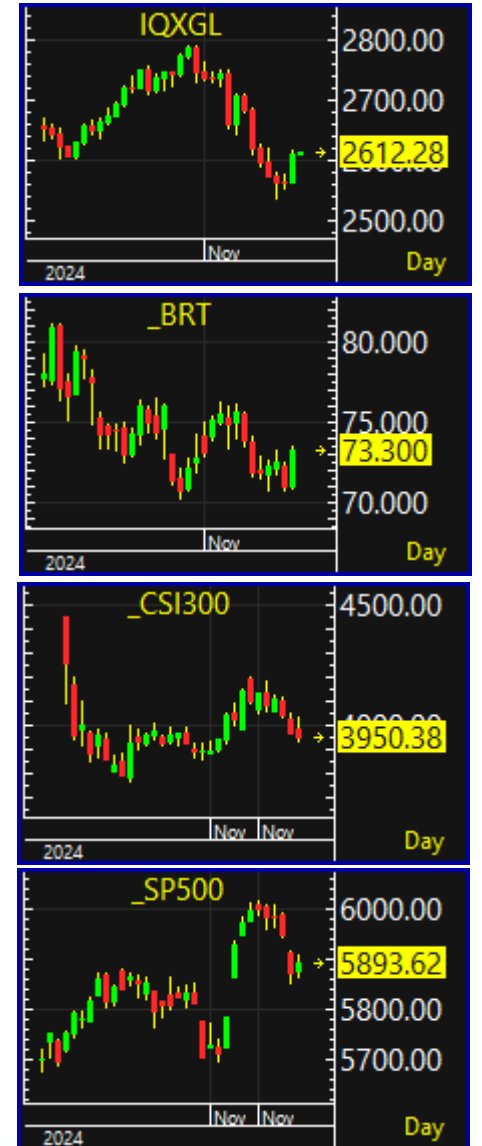 IQXGL
2800.00
2700.00
2612.28
2500.00
Nov
2024
Day
_BRT
80.000
75.000
73.300
70.000
Nov
2024
Day
_CSI300
4500.00
3950.38
Nov Nov
2024
Day
_SP500
6000.00
5893.62
5800.00
5700.00
Nov Nov
2024
Day